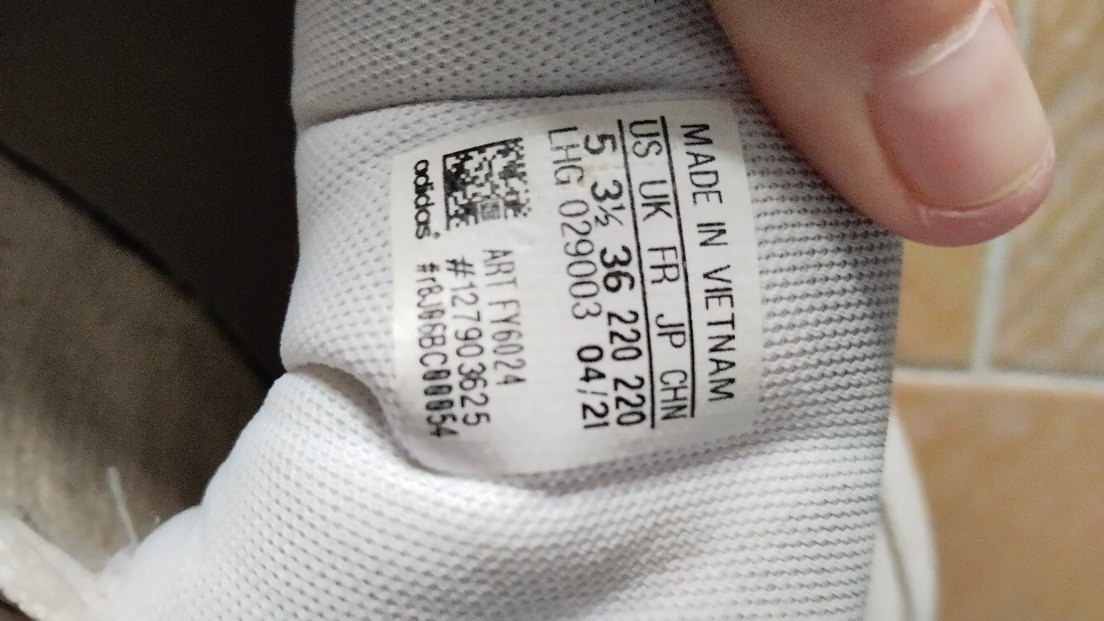 MADE IN VIETNAM
US UK FR JP CHN
5 3½ 36 220 220
LHG 029003 04/21
ART FY6024
#127903625
adidas®